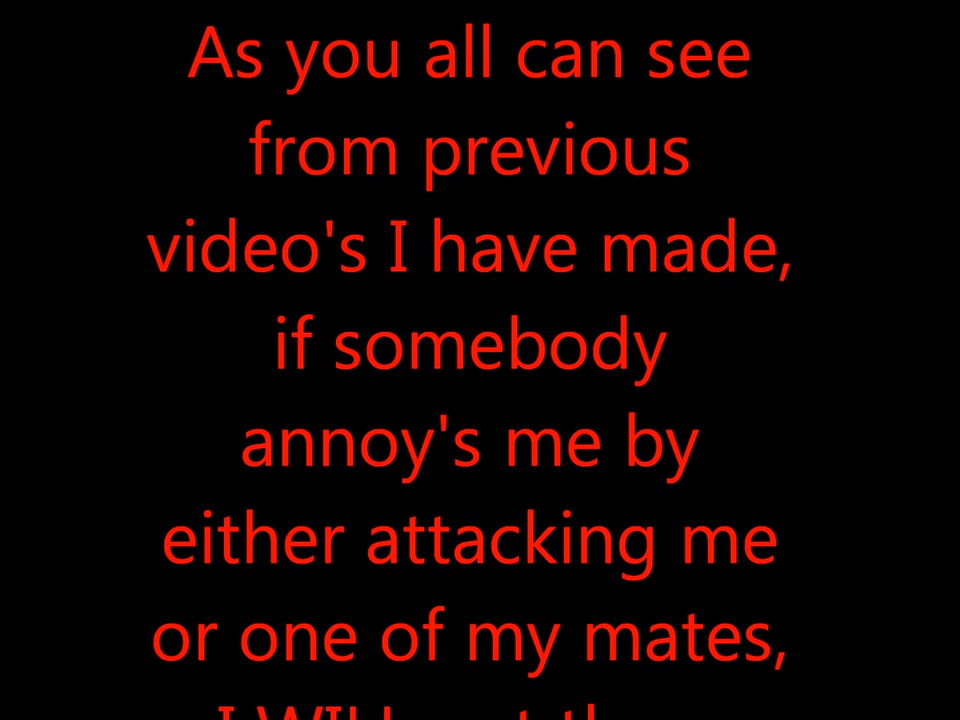 As you all can see
from previous
video's I have made,
if somebody
annoy's me by
either attacking me
or one of my mates,
I